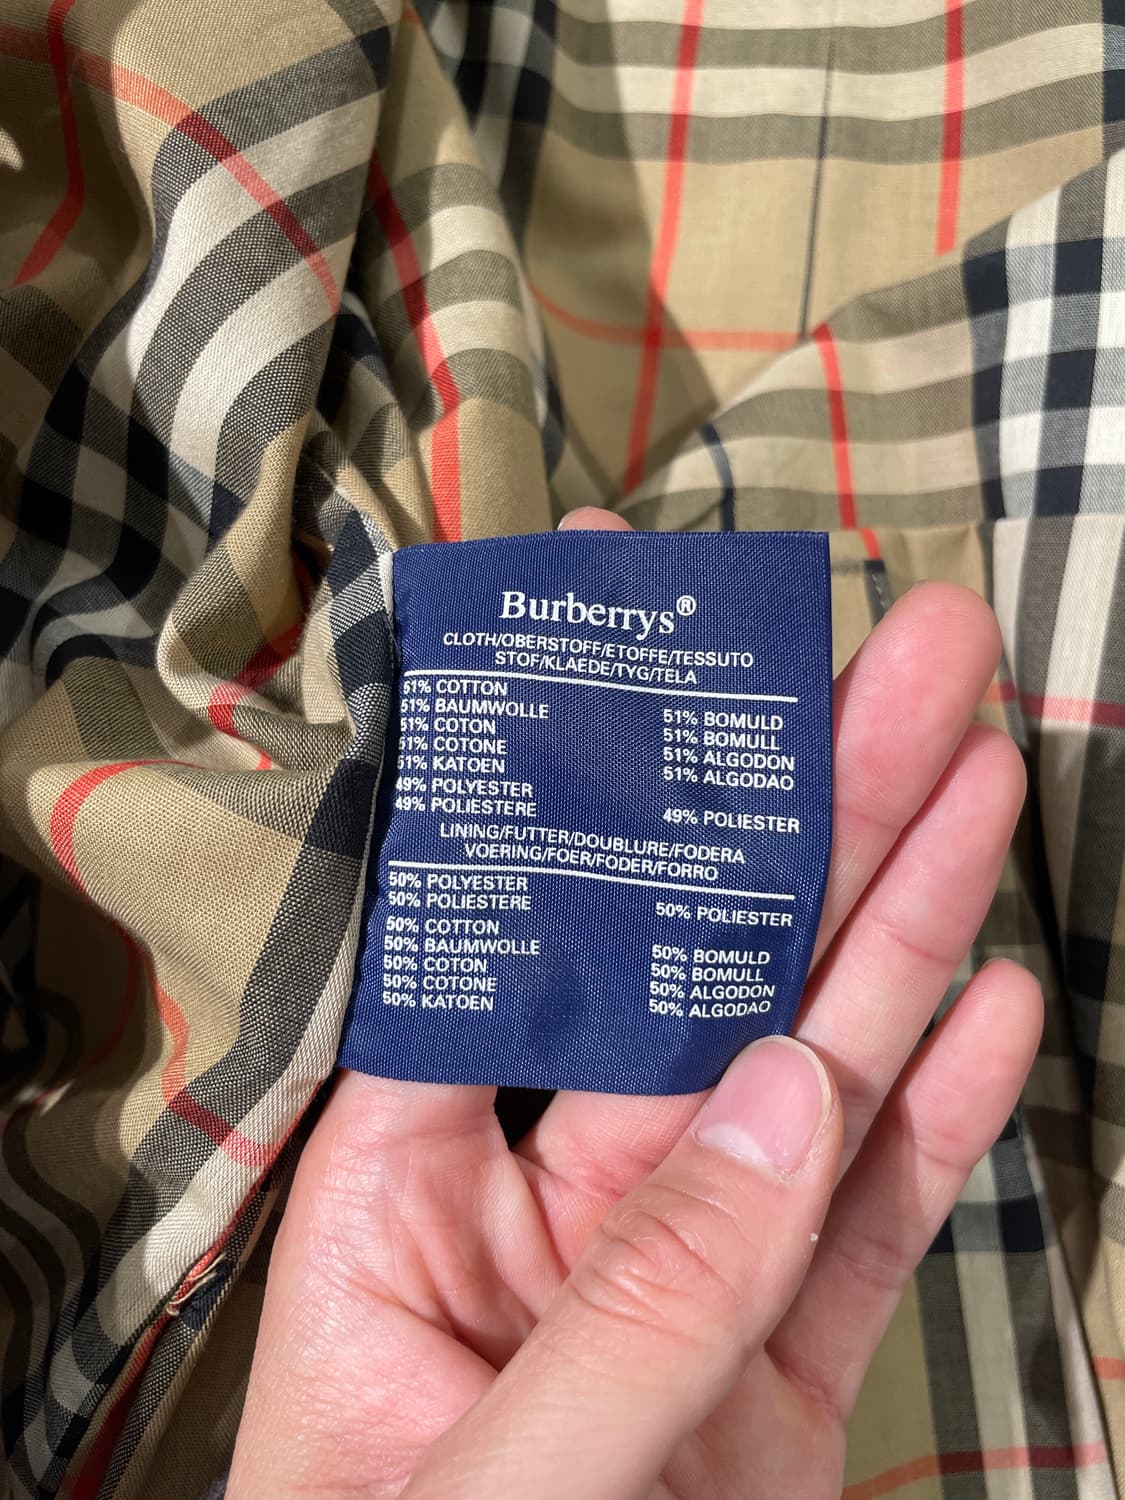 Burberrys®
CLOTH/OBERSTOFF/ETOFFE/TESSUTO
STOF/KLAEDE/TYG/TELA
51% COTTON
51% BAUMWOLLE
51% COTON
51% COTONE
51% KATOEN
51% BOMULD
51% BOMULL
51% ALGODON
51% ALGODAO
49% POLYESTER
49% POLIESTERE
49% POLIESTER
LINING/FUTTER/DOUBLURE/FODERA
VOERING/FOER/FODER/FORRO
50% POLYESTER
50% POLIESTERE
50% POLIESTER
50% COTTON
50% BAUMWOLLE
50% COTON
50% COTONE
50% KATOEN
50% BOMULD
50% BOMULL
50% ALGODON
50% ALGODAO